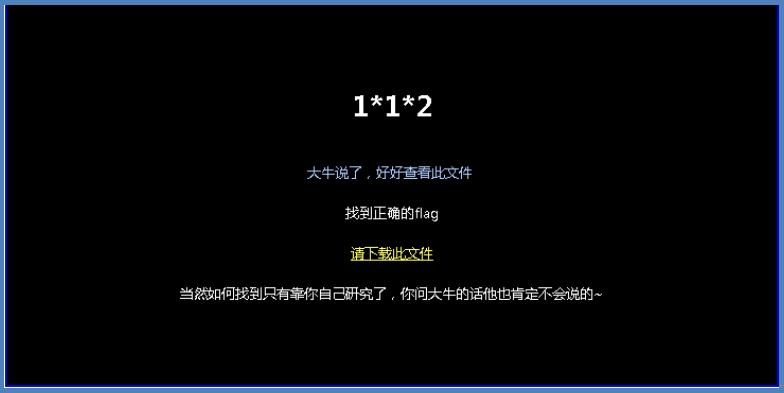 1*1*2
大牛说了，好好查看此文件
找到正确的flag
请下载此文件
当然如何找到只有靠你自己研究了，你问大牛的话他也肯定不会说的~